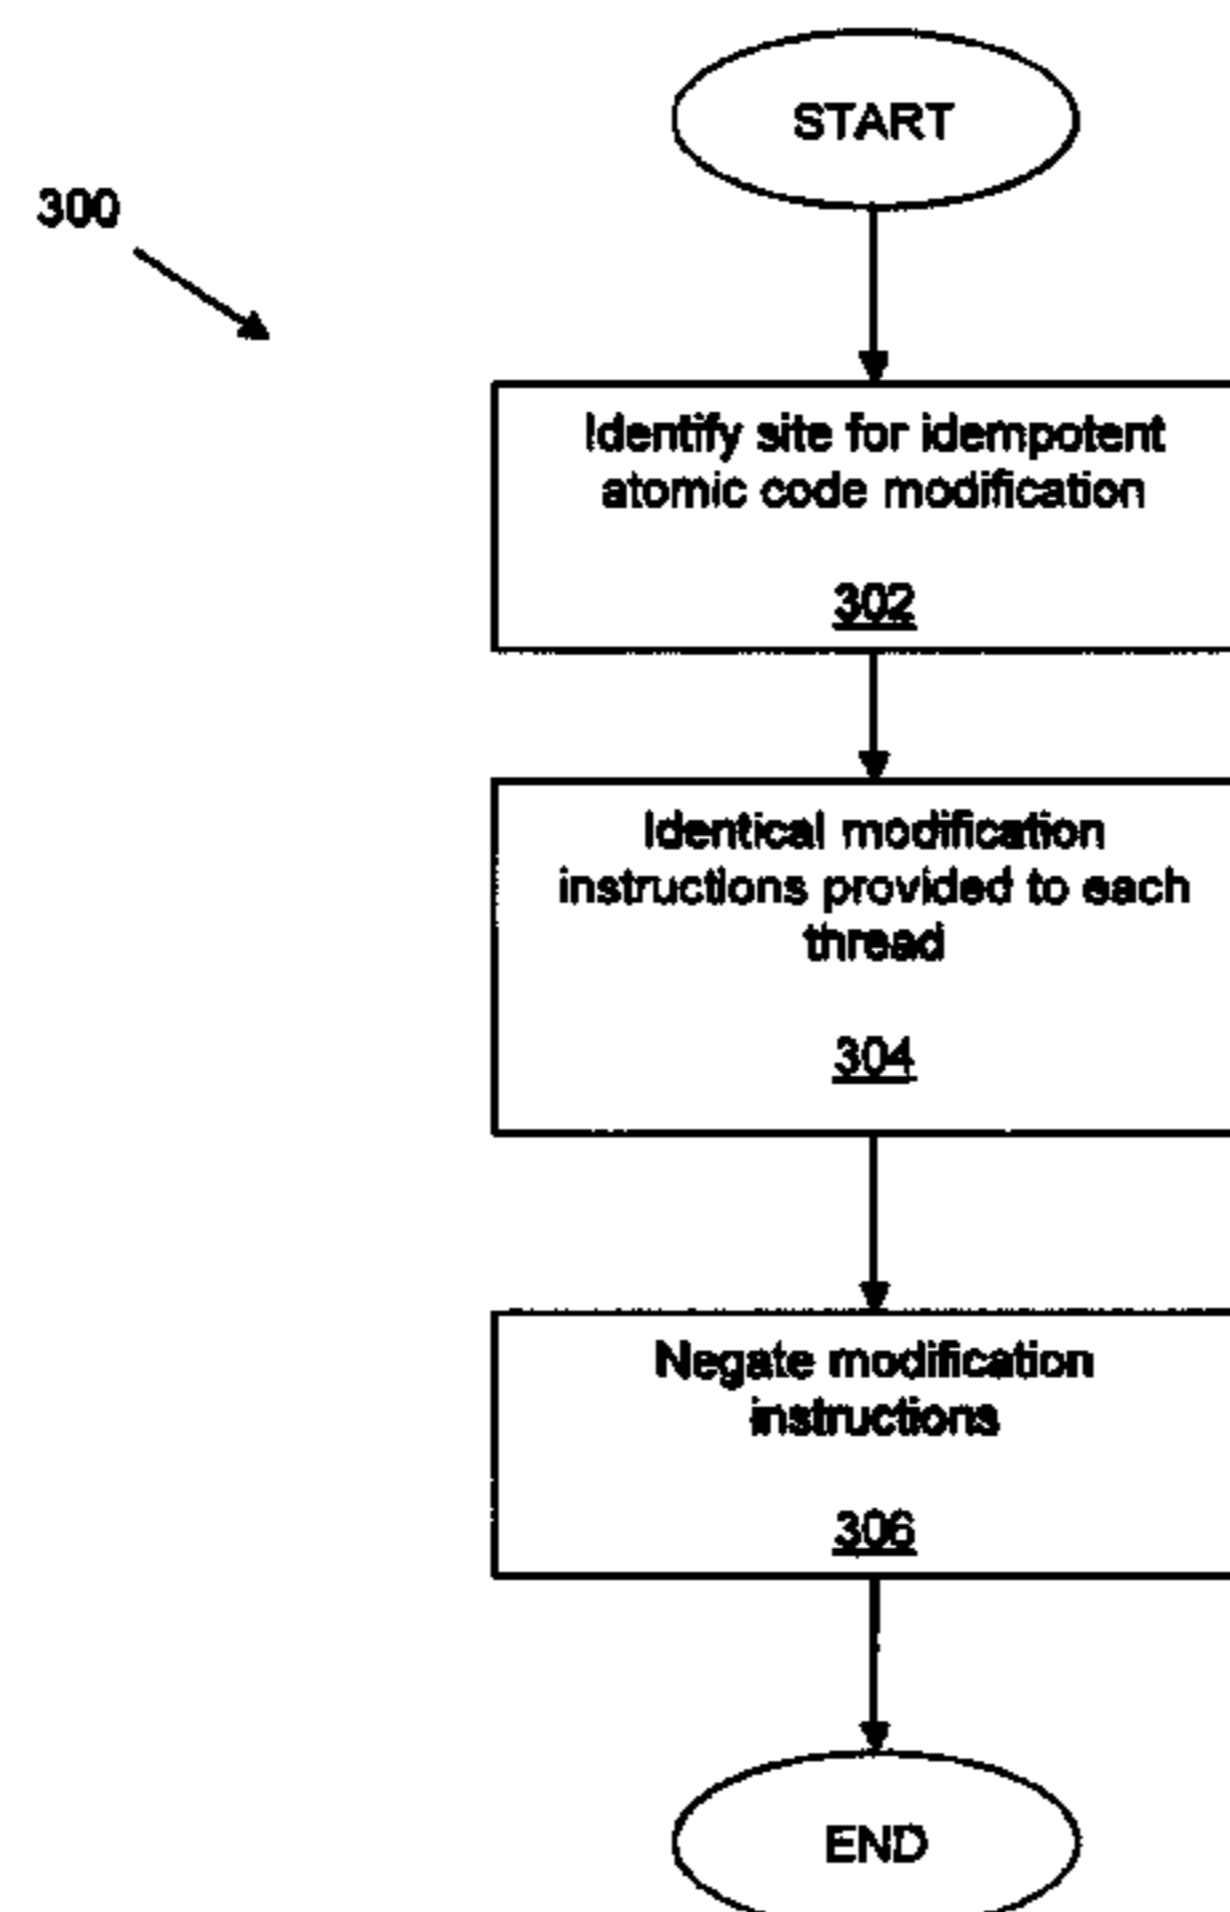 START
300
Identify site for idempotent
atomic code modification
302
Identical modification
instructions provided to each
thread
304
Negate modification
instructions
306
END